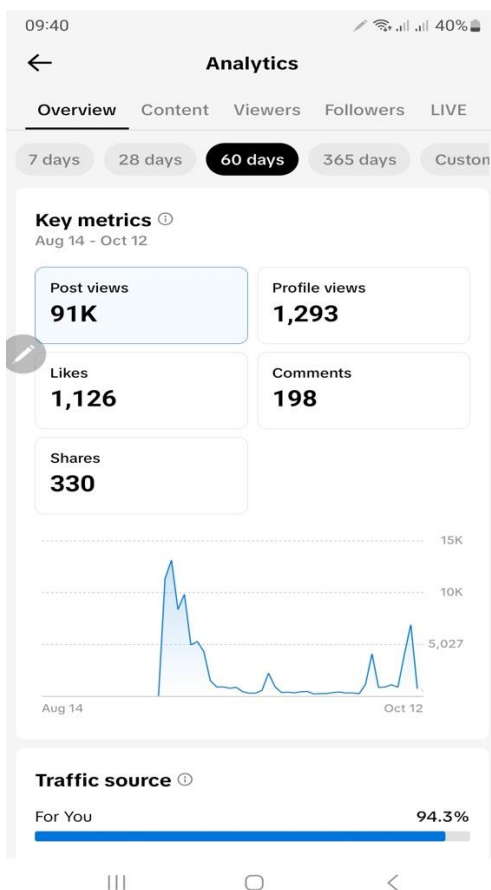 09:40 40%
Analytics
Overview Content Viewers Followers LIVE
7 days 28 days 60 days 365 days Custom
Key metrics
Aug 14 - Oct 12
Post views Profile views
91K 1,293
Likes Comments
1,126 198
Shares
330
15K
10K
5,027
Aug 14 Oct 12
Traffic source
For You 94.3%